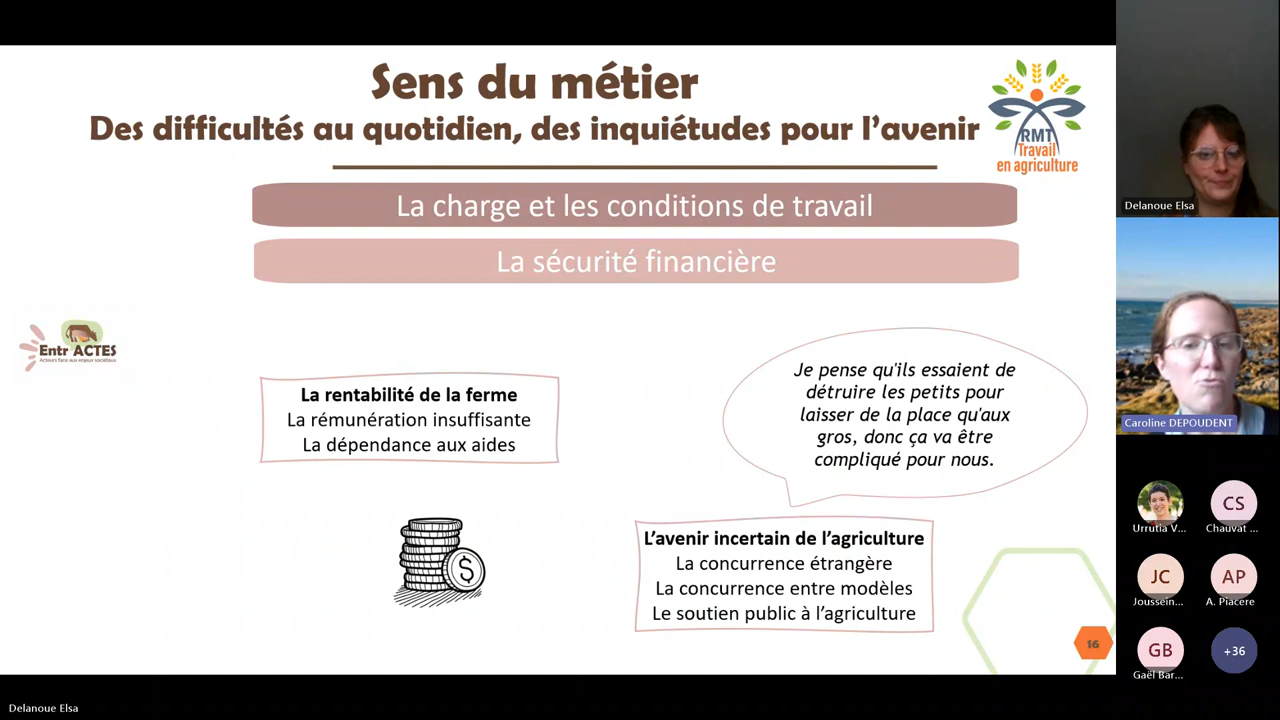 Sens du métier
Des difficultés au quotidien, des inquiétudes pour l'avenir
RMT
Travail
en agriculture
La charge et les conditions de travail
La sécurité financière
Entr ACTES
Acteurs face aux enjeux sociétaux
La rentabilité de la ferme
La rémunération insuffisante
La dépendance aux aides
Je pense qu'ils essaient de
détruire les petits pour
laisser de la place qu'aux
gros, donc ça va être
compliqué pour nous.
$
L'avenir incertain de l'agriculture
La concurrence étrangère
La concurrence entre modèles
Le soutien public à l'agriculture
16
Delanoue Elsa
Caroline DEPOUDENT
Urrutia V...
CS
Chauvat ...
JC
Joussein...
AP
A. Piacere
GB
Gaël Bar...
+36
Delanoue Elsa